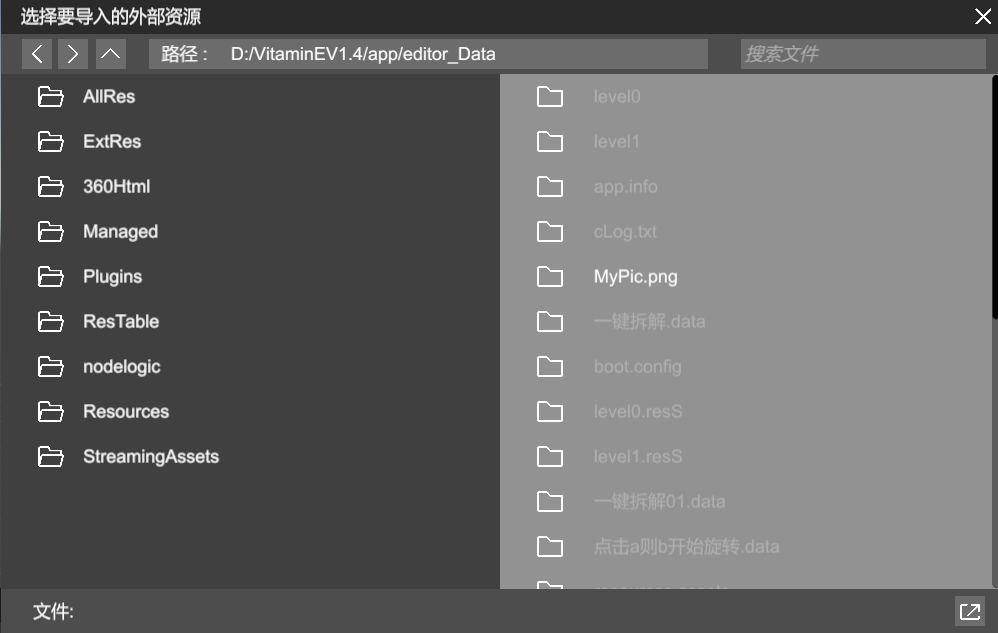 选择要导入的外部资源
路径： D:/VitaminEV1.4/app/editor_Data
搜索文件
AllRes
ExtRes
360Html
Managed
Plugins
ResTable
nodelogic
Resources
StreamingAssets
level0
level1
app.info
cLog.txt
MyPic.png
一键拆解.data
boot.config
level0.resS
level1.resS
一键拆解01.data
点击a则b开始旋转.data
文件: